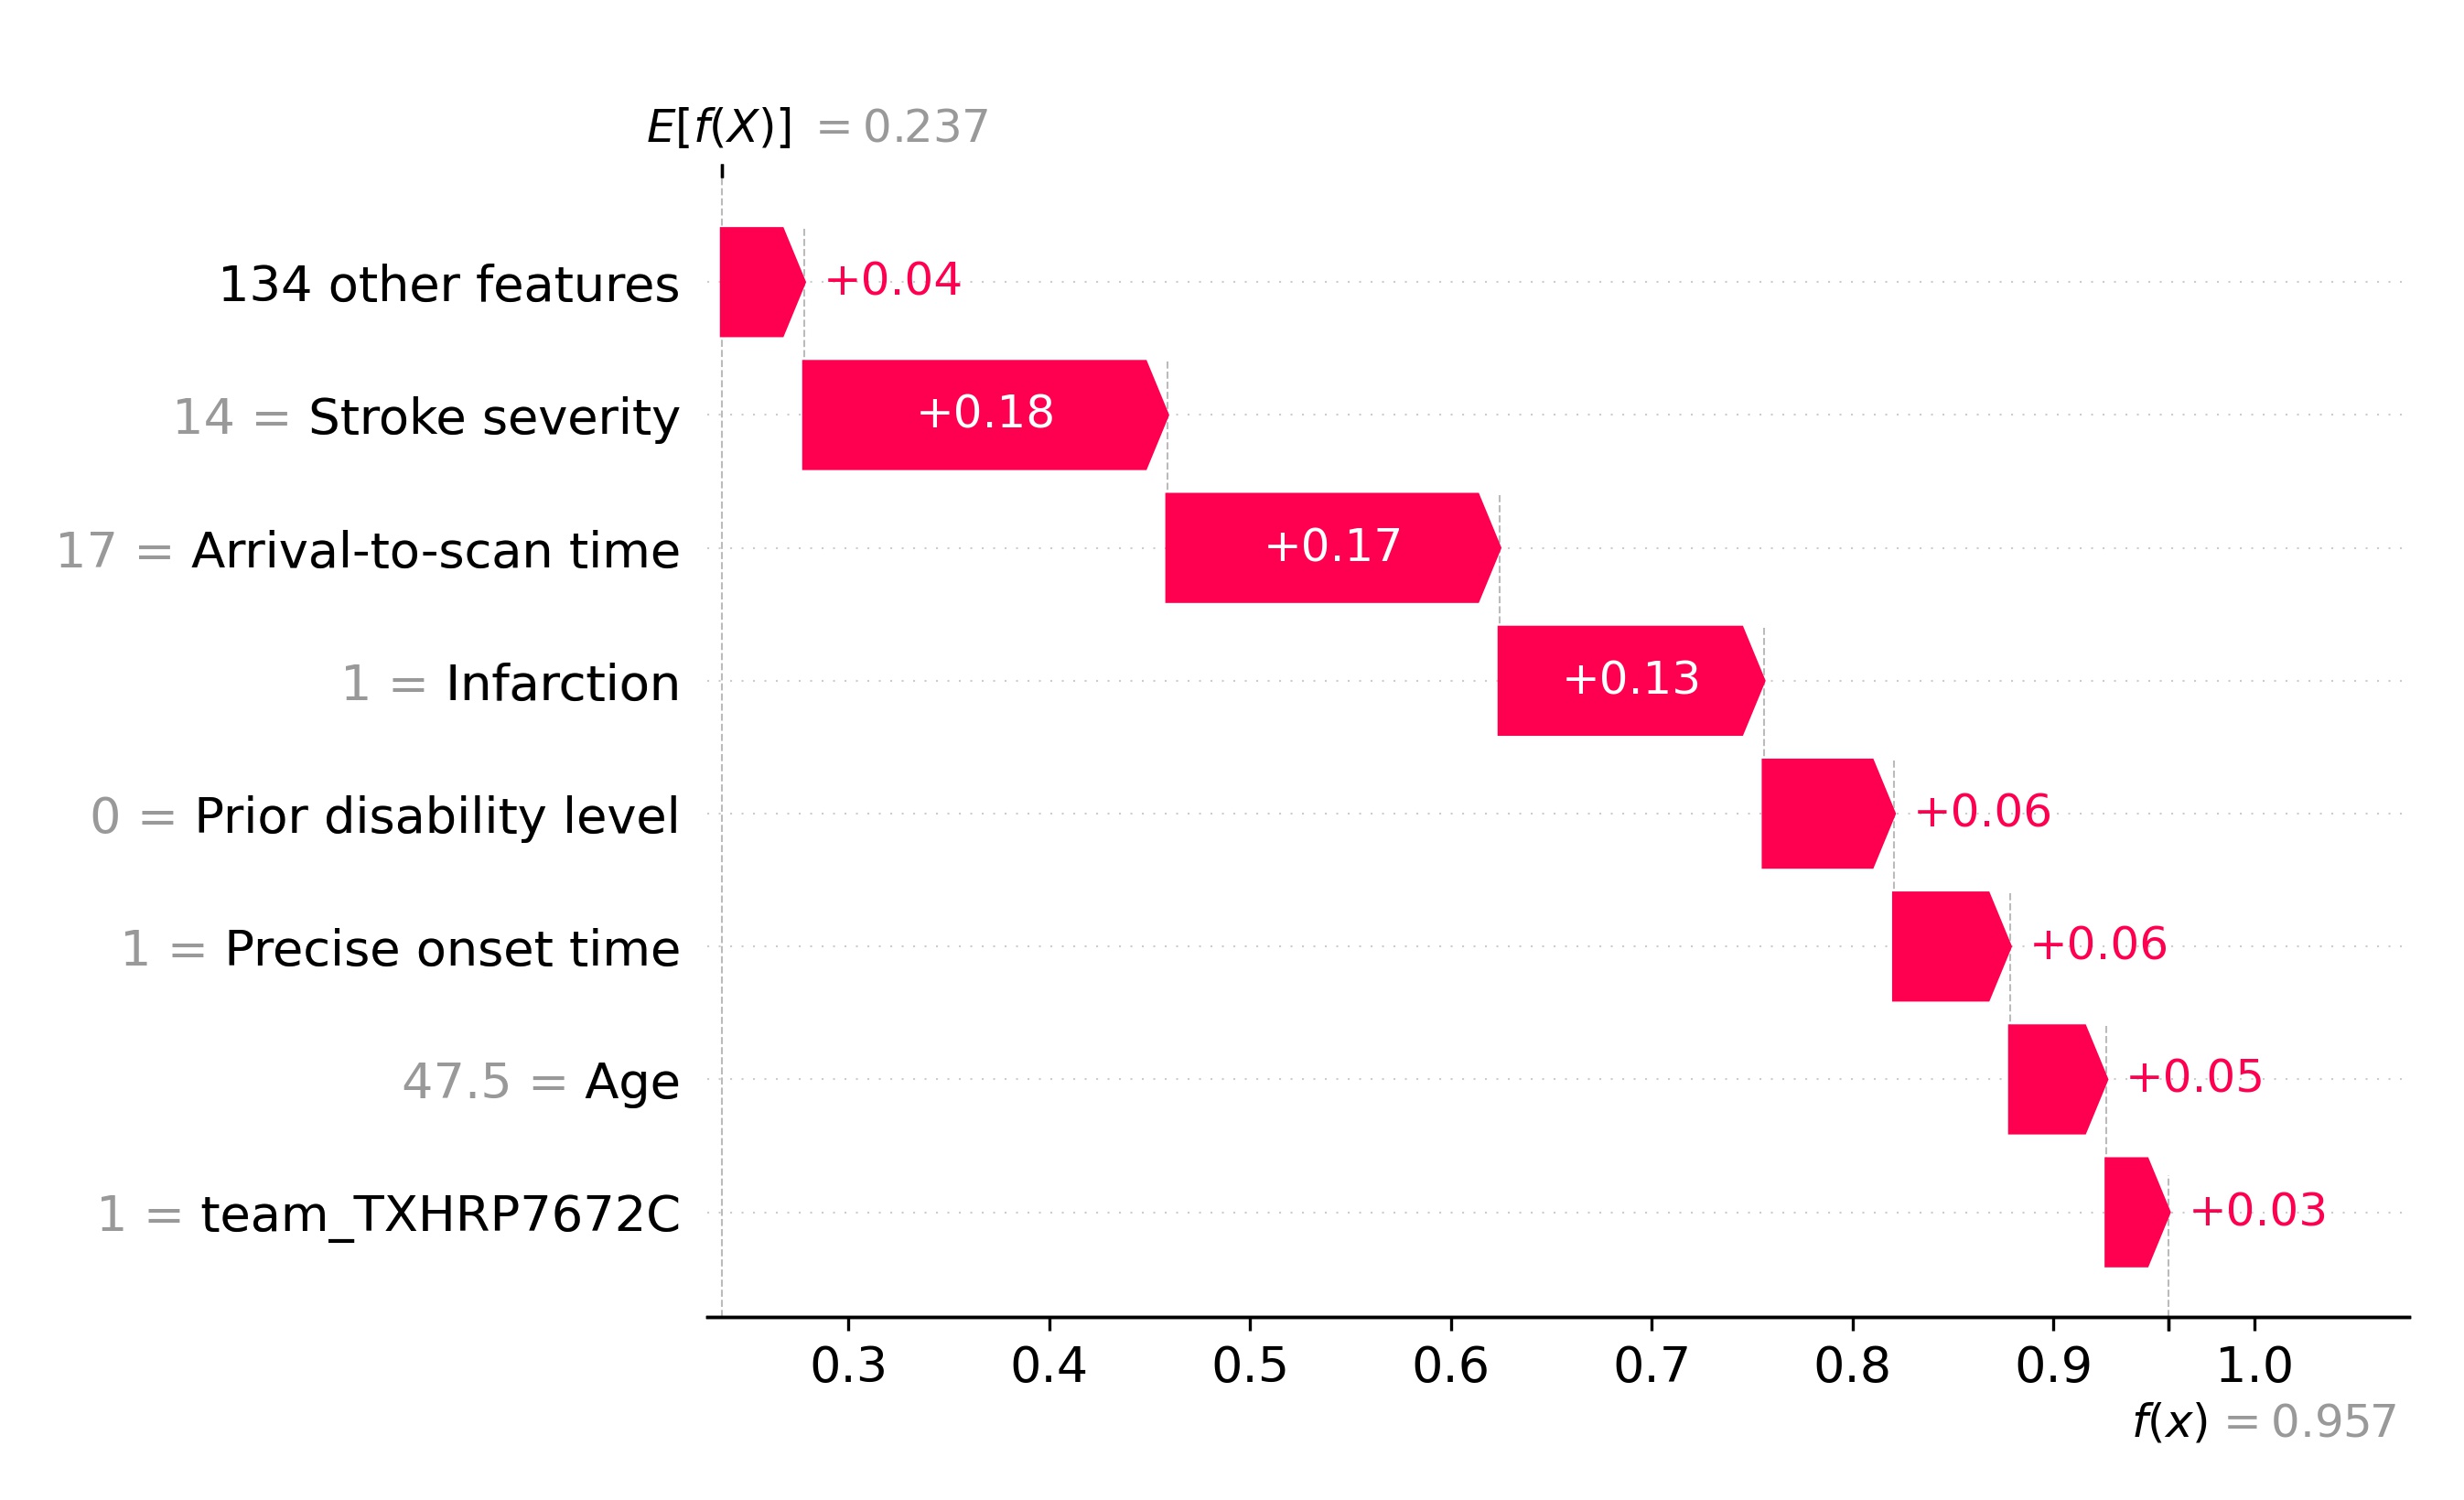 E[f(X)] = 0.237
134 other features +0.04
14 = Stroke severity +0.18
17 = Arrival-to-scan time +0.17
1 = Infarction +0.13
0 = Prior disability level +0.06
1 = Precise onset time +0.06
47.5 = Age +0.05
1 = team_TXHRP7672C +0.03
0.3 0.4 0.5 0.6 0.7 0.8 0.9 1.0
f(x) = 0.957